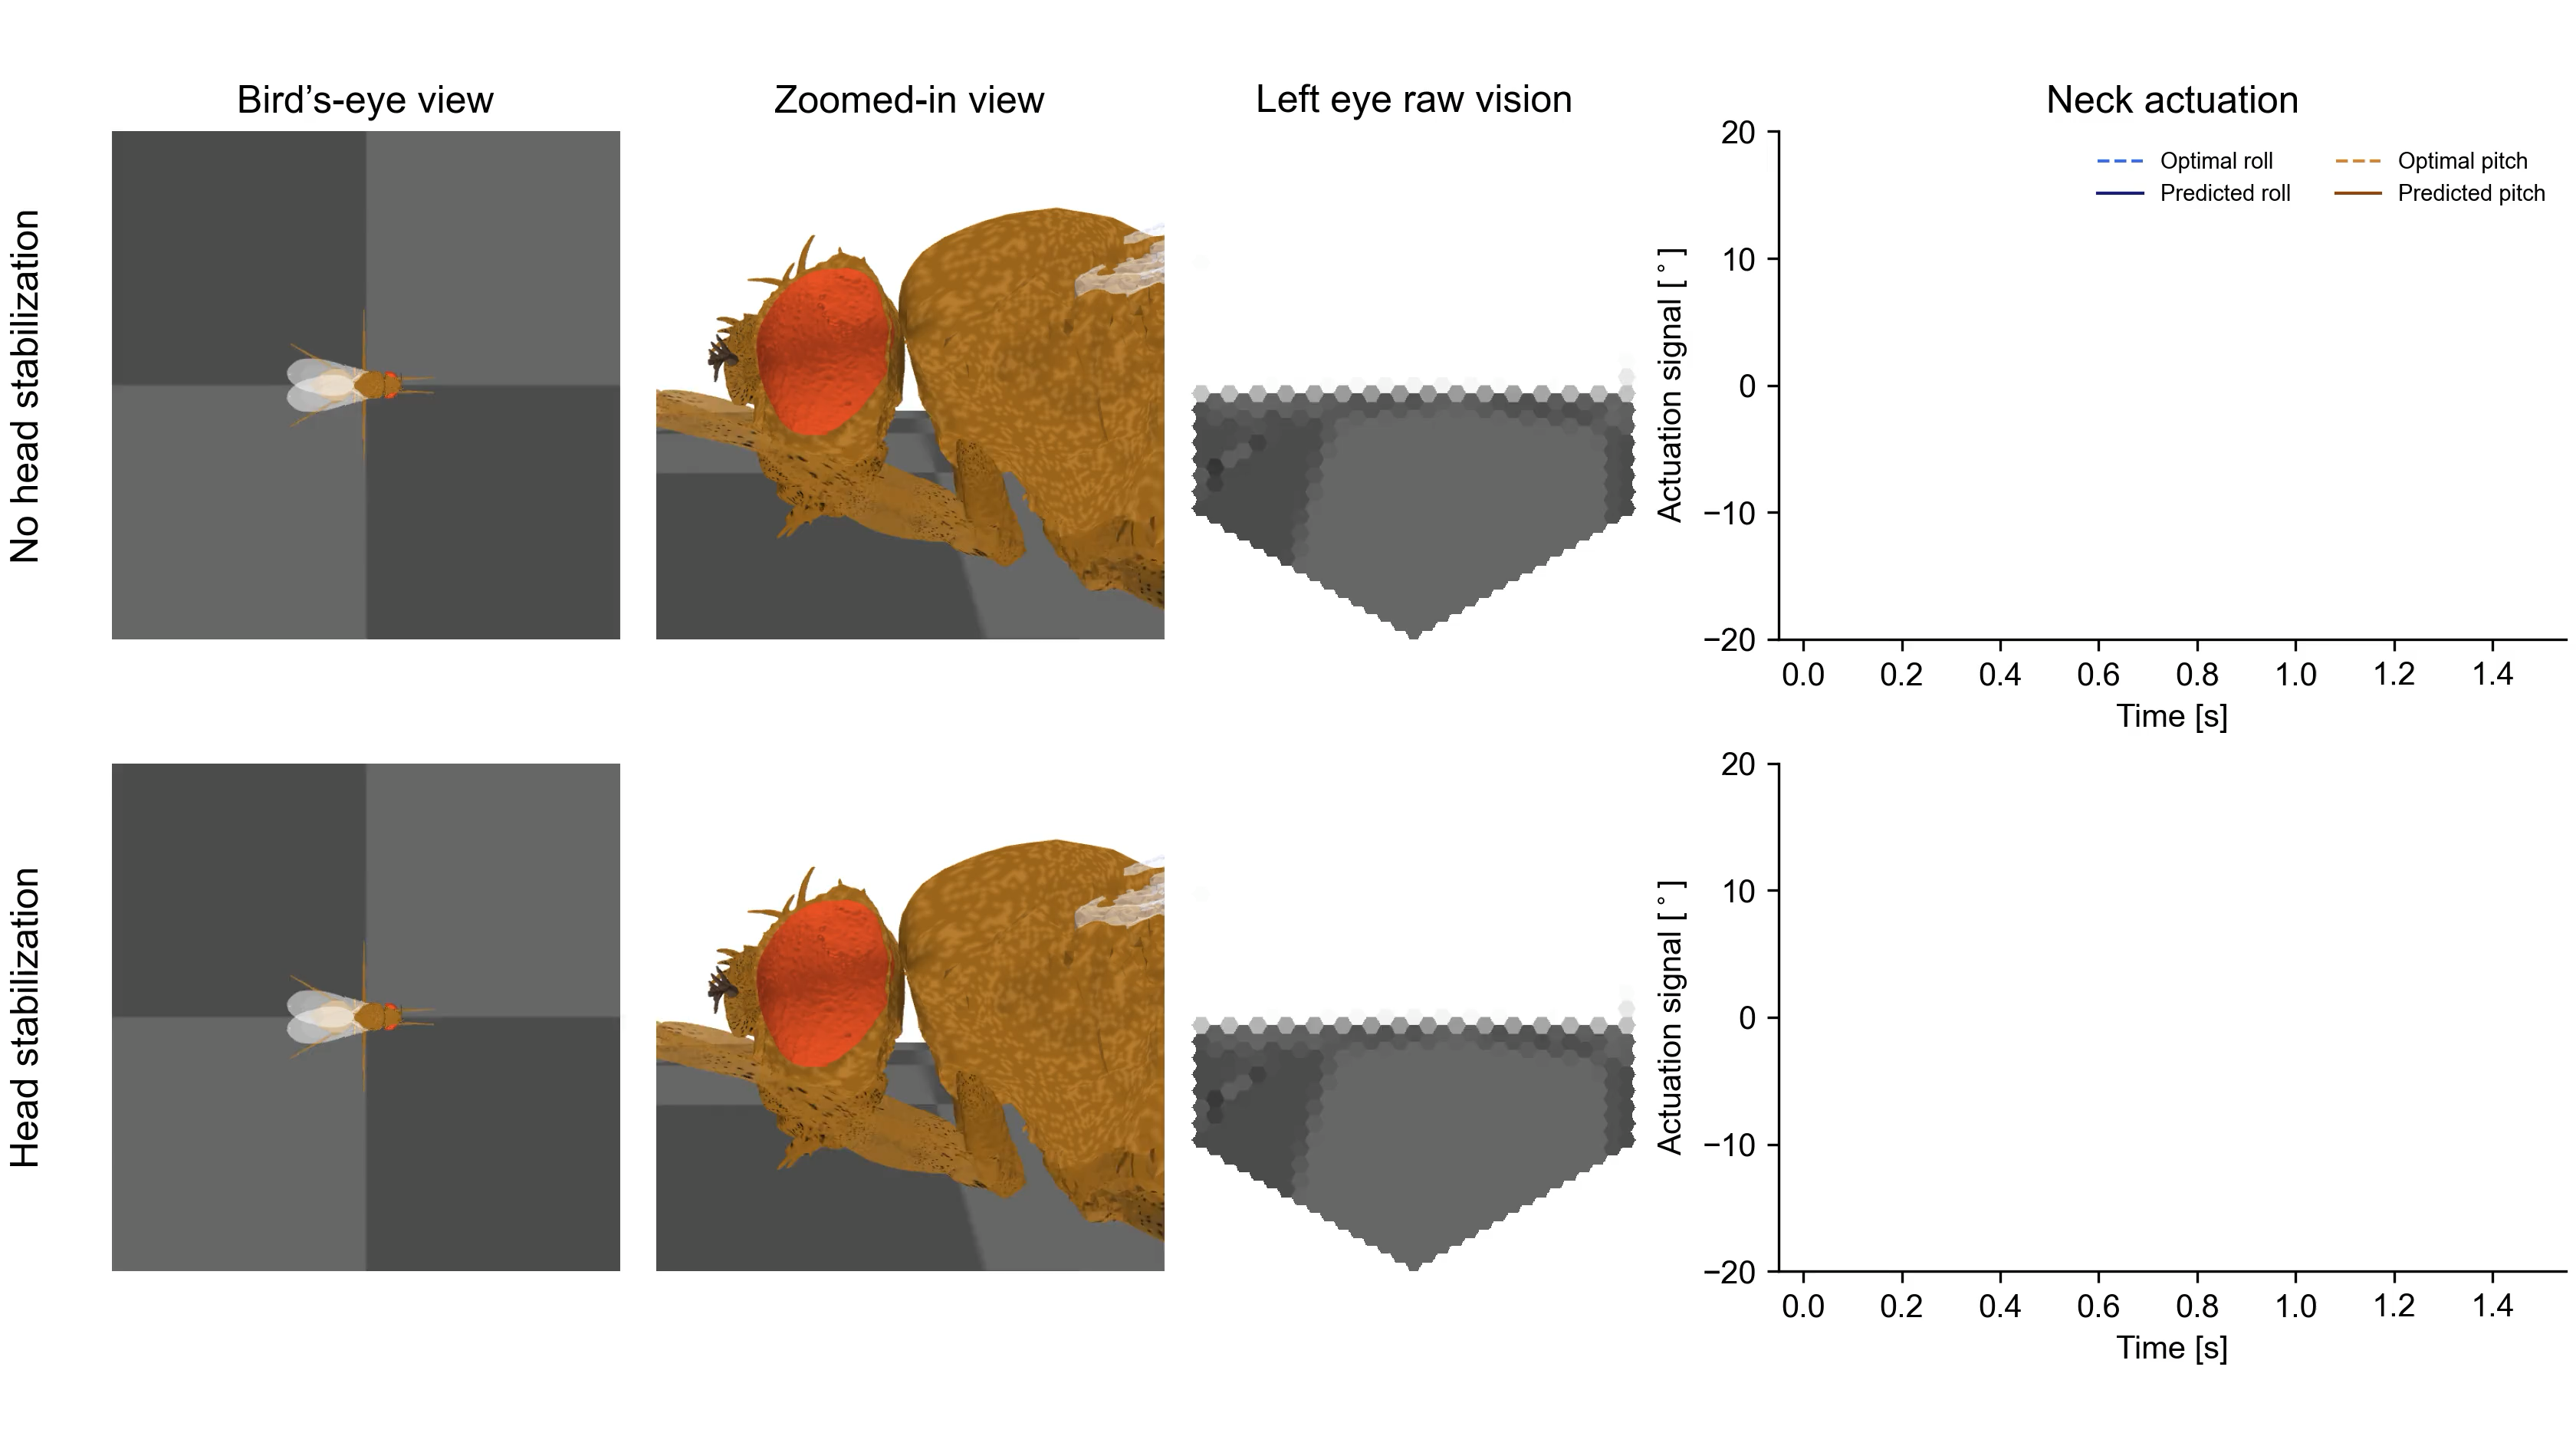 Bird’s-eye view
Zoomed-in view
Left eye raw vision
Neck actuation
No head stabilization
Actuation signal [°]
20
10
0
−10
−20
Optimal roll
Optimal pitch
Predicted roll
Predicted pitch
0.0 0.2 0.4 0.6 0.8 1.0 1.2 1.4
Time [s]
Head stabilization
Actuation signal [°]
20
10
0
−10
−20
0.0 0.2 0.4 0.6 0.8 1.0 1.2 1.4
Time [s]